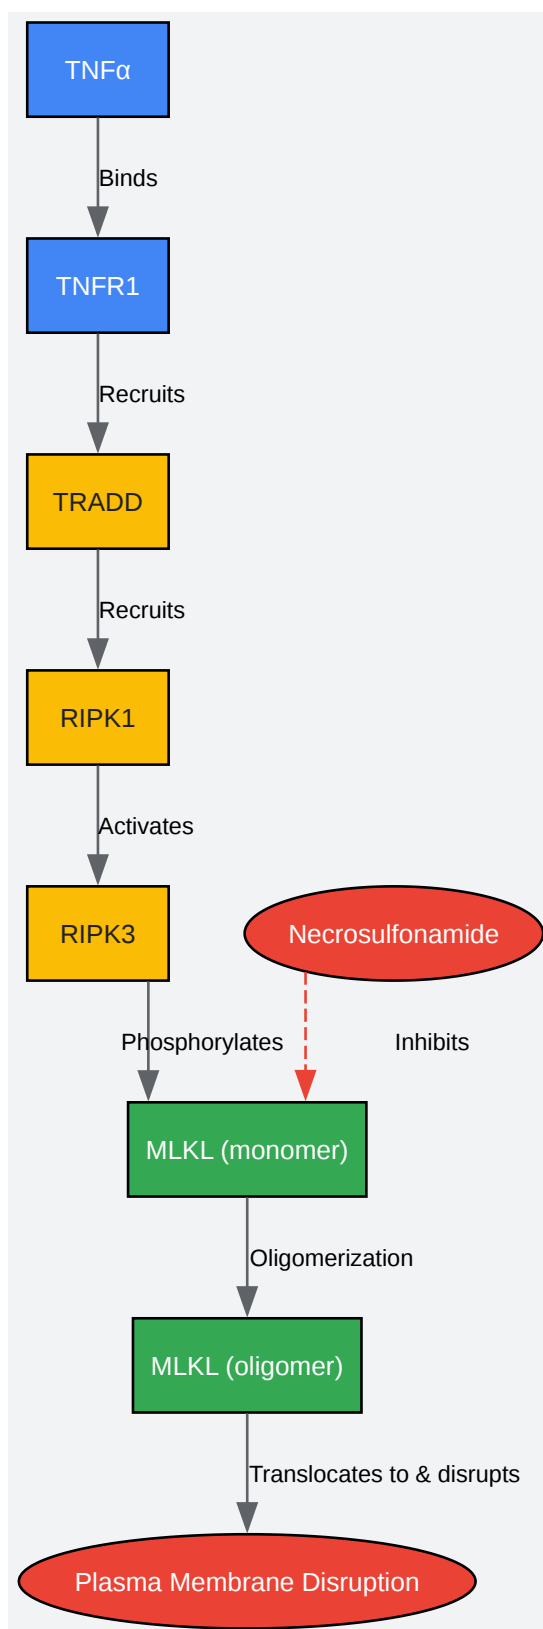 TNFα
Binds
TNFR1
Recruits
TRADD
Recruits
RIPK1
Activates
RIPK3
Necrosulfonamide
Phosphorylates
Inhibits
MLKL (monomer)
Oligomerization
MLKL (oligomer)
Translocates to & disrupts
Plasma Membrane Disruption